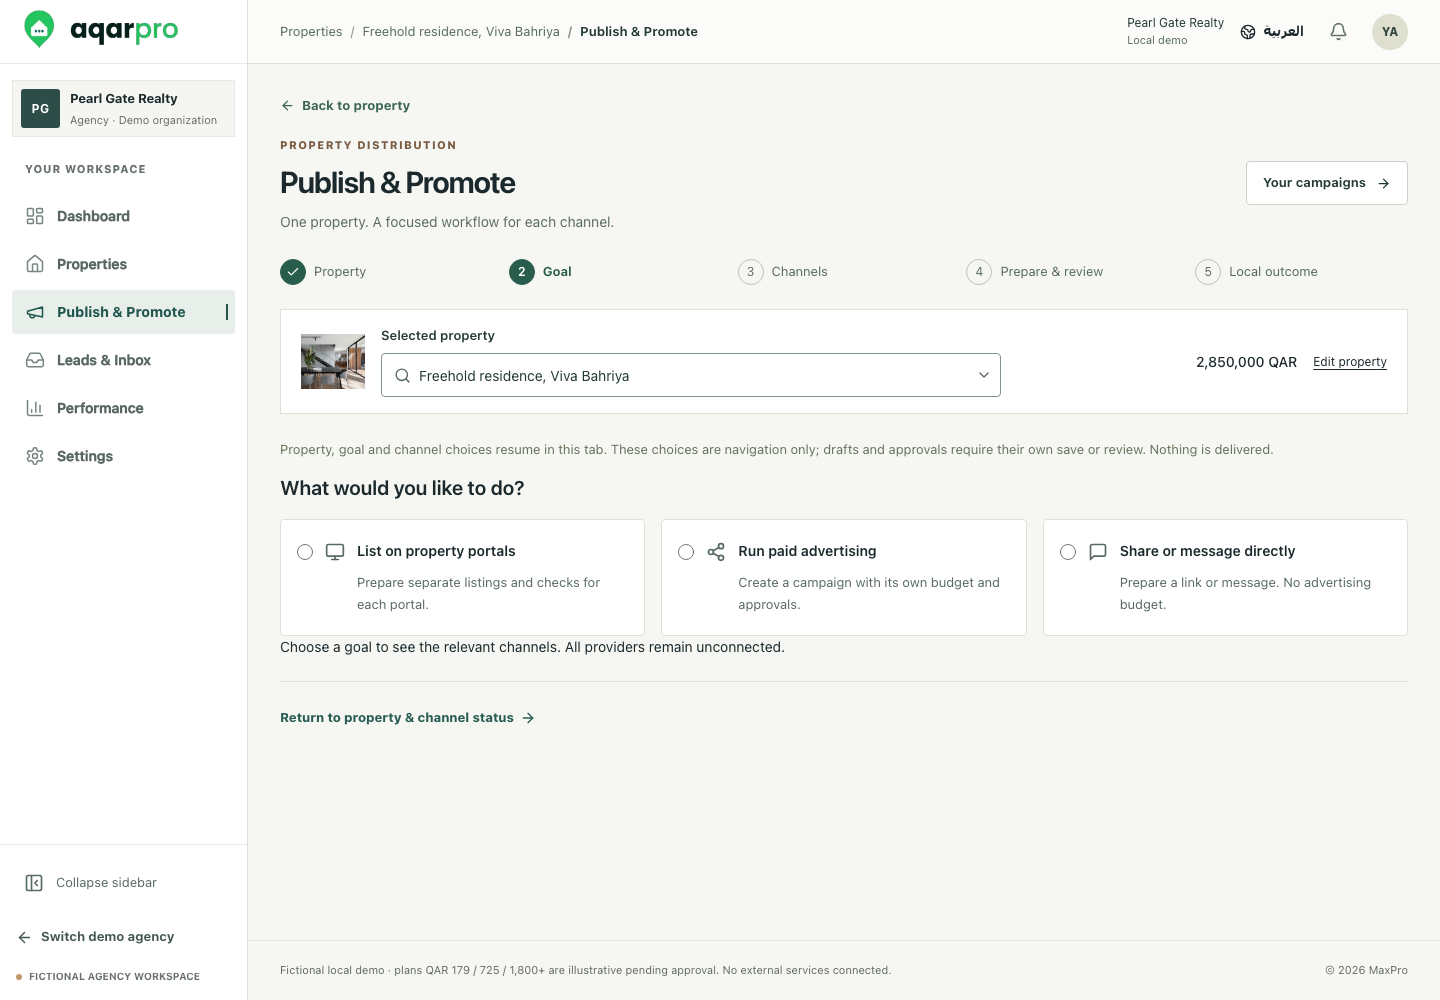 aqarpro
PG
Pearl Gate Realty
Agency · Demo organization
YOUR WORKSPACE
Dashboard
Properties
Publish & Promote
Leads & Inbox
Performance
Settings
Collapse sidebar
Switch demo agency
FICTIONAL AGENCY WORKSPACE
Properties / Freehold residence, Viva Bahriya / Publish & Promote
Pearl Gate Realty
Local demo
العربية
YA
Back to property
PROPERTY DISTRIBUTION
Publish & Promote
One property. A focused workflow for each channel.
Your campaigns
Property
2 Goal
3 Channels
4 Prepare & review
5 Local outcome
Selected property
Freehold residence, Viva Bahriya
2,850,000 QAR
Edit property
Property, goal and channel choices resume in this tab. These choices are navigation only; drafts and approvals require their own save or review. Nothing is delivered.
What would you like to do?
List on property portals
Prepare separate listings and checks for
each portal.
Run paid advertising
Create a campaign with its own budget and
approvals.
Share or message directly
Prepare a link or message. No advertising
budget.
Choose a goal to see the relevant channels. All providers remain unconnected.
Return to property & channel status
Fictional local demo · plans QAR 179 / 725 / 1,800+ are illustrative pending approval. No external services connected.
© 2026 MaxPro